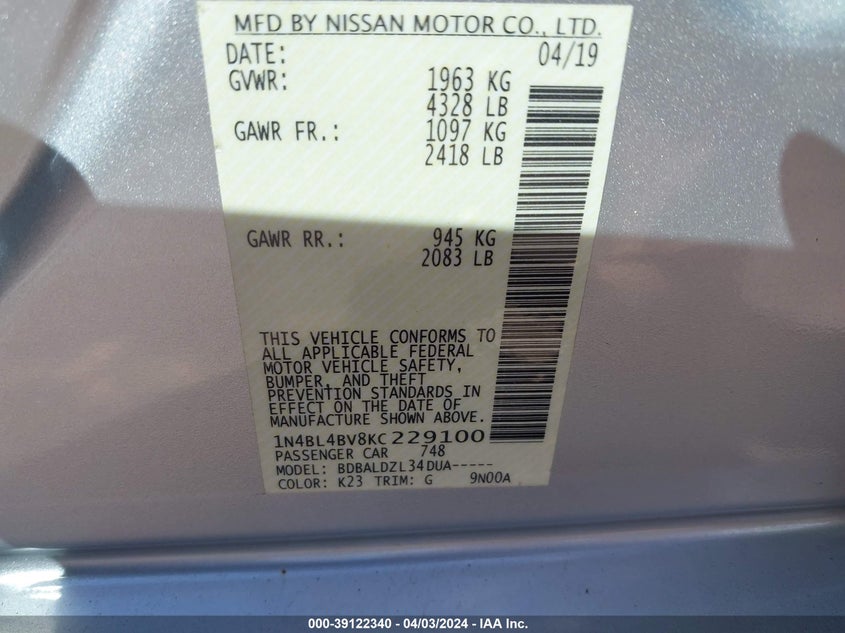 MFD BY NISSAN MOTOR CO., LTD.
DATE: 04/19
GVWR: 1963 KG
4328 LB
GAWR FR.: 1097 KG
2418 LB
GAWR RR.: 945 KG
2083 LB
THIS VEHICLE CONFORMS TO
ALL APPLICABLE FEDERAL
MOTOR VEHICLE SAFETY,
BUMPER, AND THEFT
PREVENTION STANDARDS IN
EFFECT ON THE DATE OF
MANUFACTURE SHOWN ABOVE.
1N4BL4BV8KC229100
PASSENGER CAR 748
MODEL: BDBALDZL34DUA-----
COLOR: K23 TRIM: G 9N00A
000-39122340 - 04/03/2024 - IAA Inc.